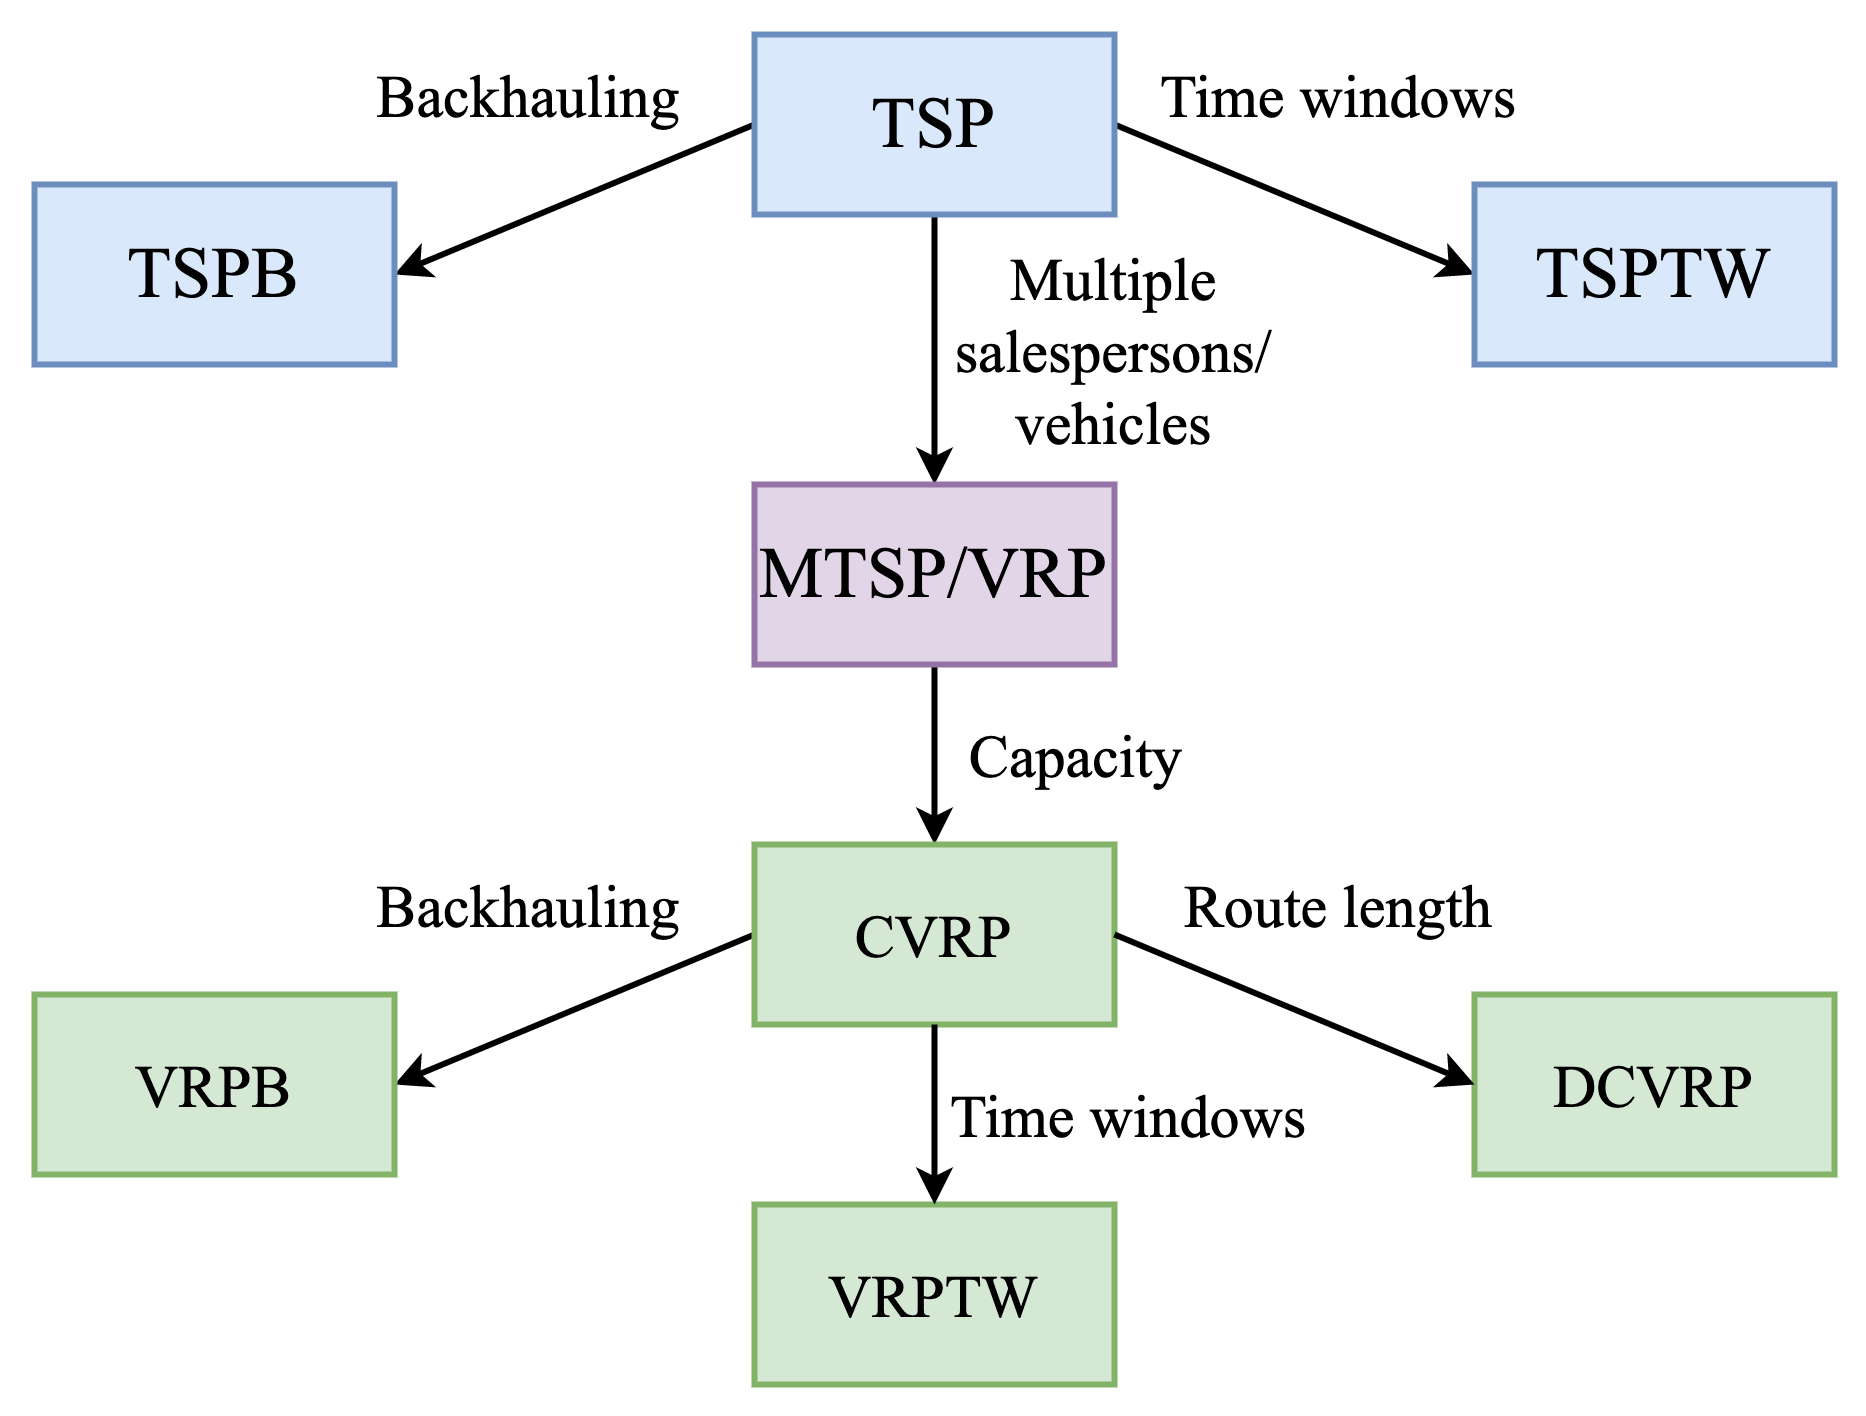 Backhauling
TSP
Time windows
TSPB
TSPTW
Multiple
salespersons/
vehicles
MTSP/VRP
Capacity
Backhauling
CVRP
Route length
VRPB
DCVRP
Time windows
VRPTW